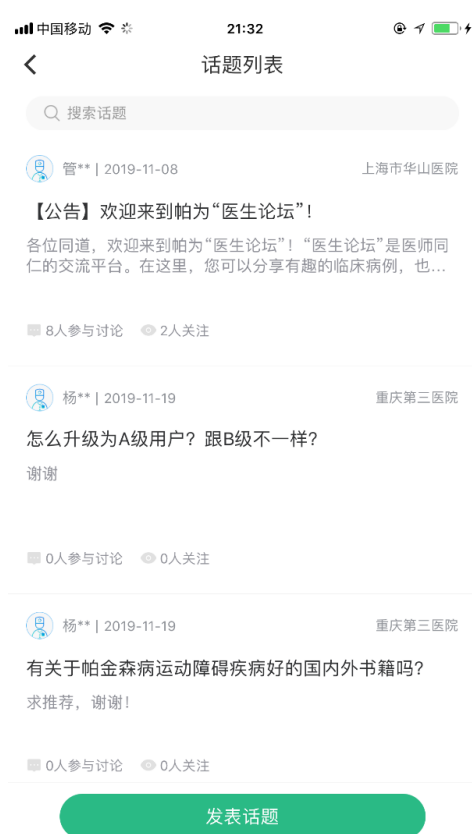 中国移动
21:32
话题列表
搜索话题
管** | 2019-11-08
上海市华山医院
【公告】欢迎来到帕为“医生论坛”！
各位同道，欢迎来到帕为“医生论坛”！“医生论坛”是医师同
仁的交流平台。在这里，您可以分享有趣的临床病例，也...
8人参与讨论
2人关注
杨** | 2019-11-19
重庆第三医院
怎么升级为A级用户？跟B级不一样？
谢谢
0人参与讨论
0人关注
杨** | 2019-11-19
重庆第三医院
有关于帕金森病运动障碍疾病好的国内外书籍吗？
求推荐，谢谢！
0人参与讨论
0人关注
发表话题